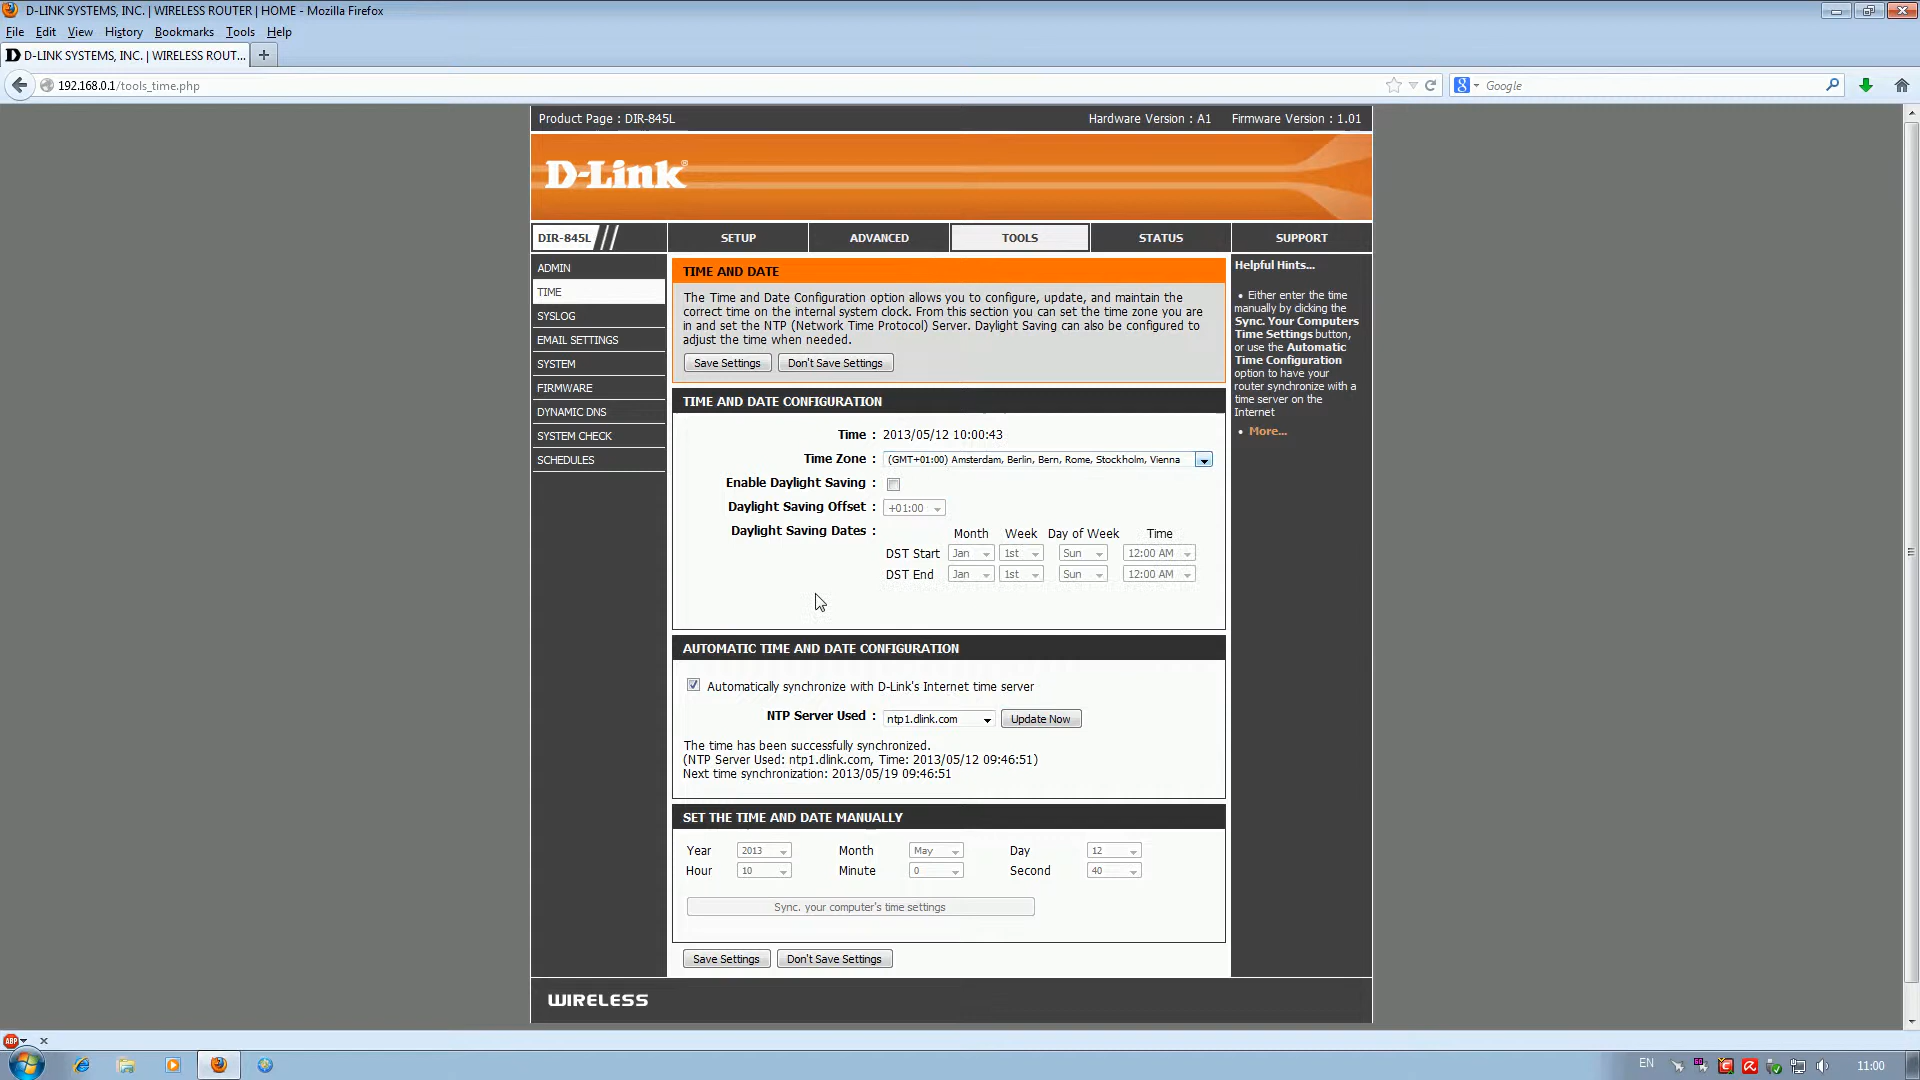 D-LINK SYSTEMS, INC. | WIRELESS ROUTER | HOME - Mozilla Firefox
File Edit View History Bookmarks Tools Help
D-LINK SYSTEMS, INC. | WIRELESS ROUT...
192.168.0.1/tools_time.php
Google
Product Page : DIR-845L Hardware Version : A1 Firmware Version : 1.01
D-Link®
DIR-845L
SETUP ADVANCED TOOLS STATUS SUPPORT
ADMIN
TIME
SYSLOG
EMAIL SETTINGS
SYSTEM
FIRMWARE
DYNAMIC DNS
SYSTEM CHECK
SCHEDULES
TIME AND DATE
The Time and Date Configuration option allows you to configure, update, and maintain the
correct time on the internal system clock. From this section you can set the time zone you are
in and set the NTP (Network Time Protocol) Server. Daylight Saving can also be configured to
adjust the time when needed.
Save Settings Don't Save Settings
TIME AND DATE CONFIGURATION
Time : 2013/05/12 10:00:43
Time Zone : (GMT+01:00) Amsterdam, Berlin, Bern, Rome, Stockholm, Vienna
Enable Daylight Saving :
Daylight Saving Offset : +01:00
Daylight Saving Dates :
Month Week Day of Week Time
DST Start Jan 1st Sun 12:00 AM
DST End Jan 1st Sun 12:00 AM
AUTOMATIC TIME AND DATE CONFIGURATION
Automatically synchronize with D-Link's Internet time server
NTP Server Used : ntp1.dlink.com Update Now
The time has been successfully synchronized.
(NTP Server Used: ntp1.dlink.com, Time: 2013/05/12 09:46:51)
Next time synchronization: 2013/05/19 09:46:51
SET THE TIME AND DATE MANUALLY
Year 2013 Month May Day 12
Hour 10 Minute 0 Second 40
Sync. your computer's time settings
Save Settings Don't Save Settings
Helpful Hints...
• Either enter the time
manually by clicking the
Sync. Your Computers
Time Settings button,
or use the Automatic
Time Configuration
option to have your
router synchronize with a
time server on the
Internet
• More...
WIRELESS
ABP
EN
11:00